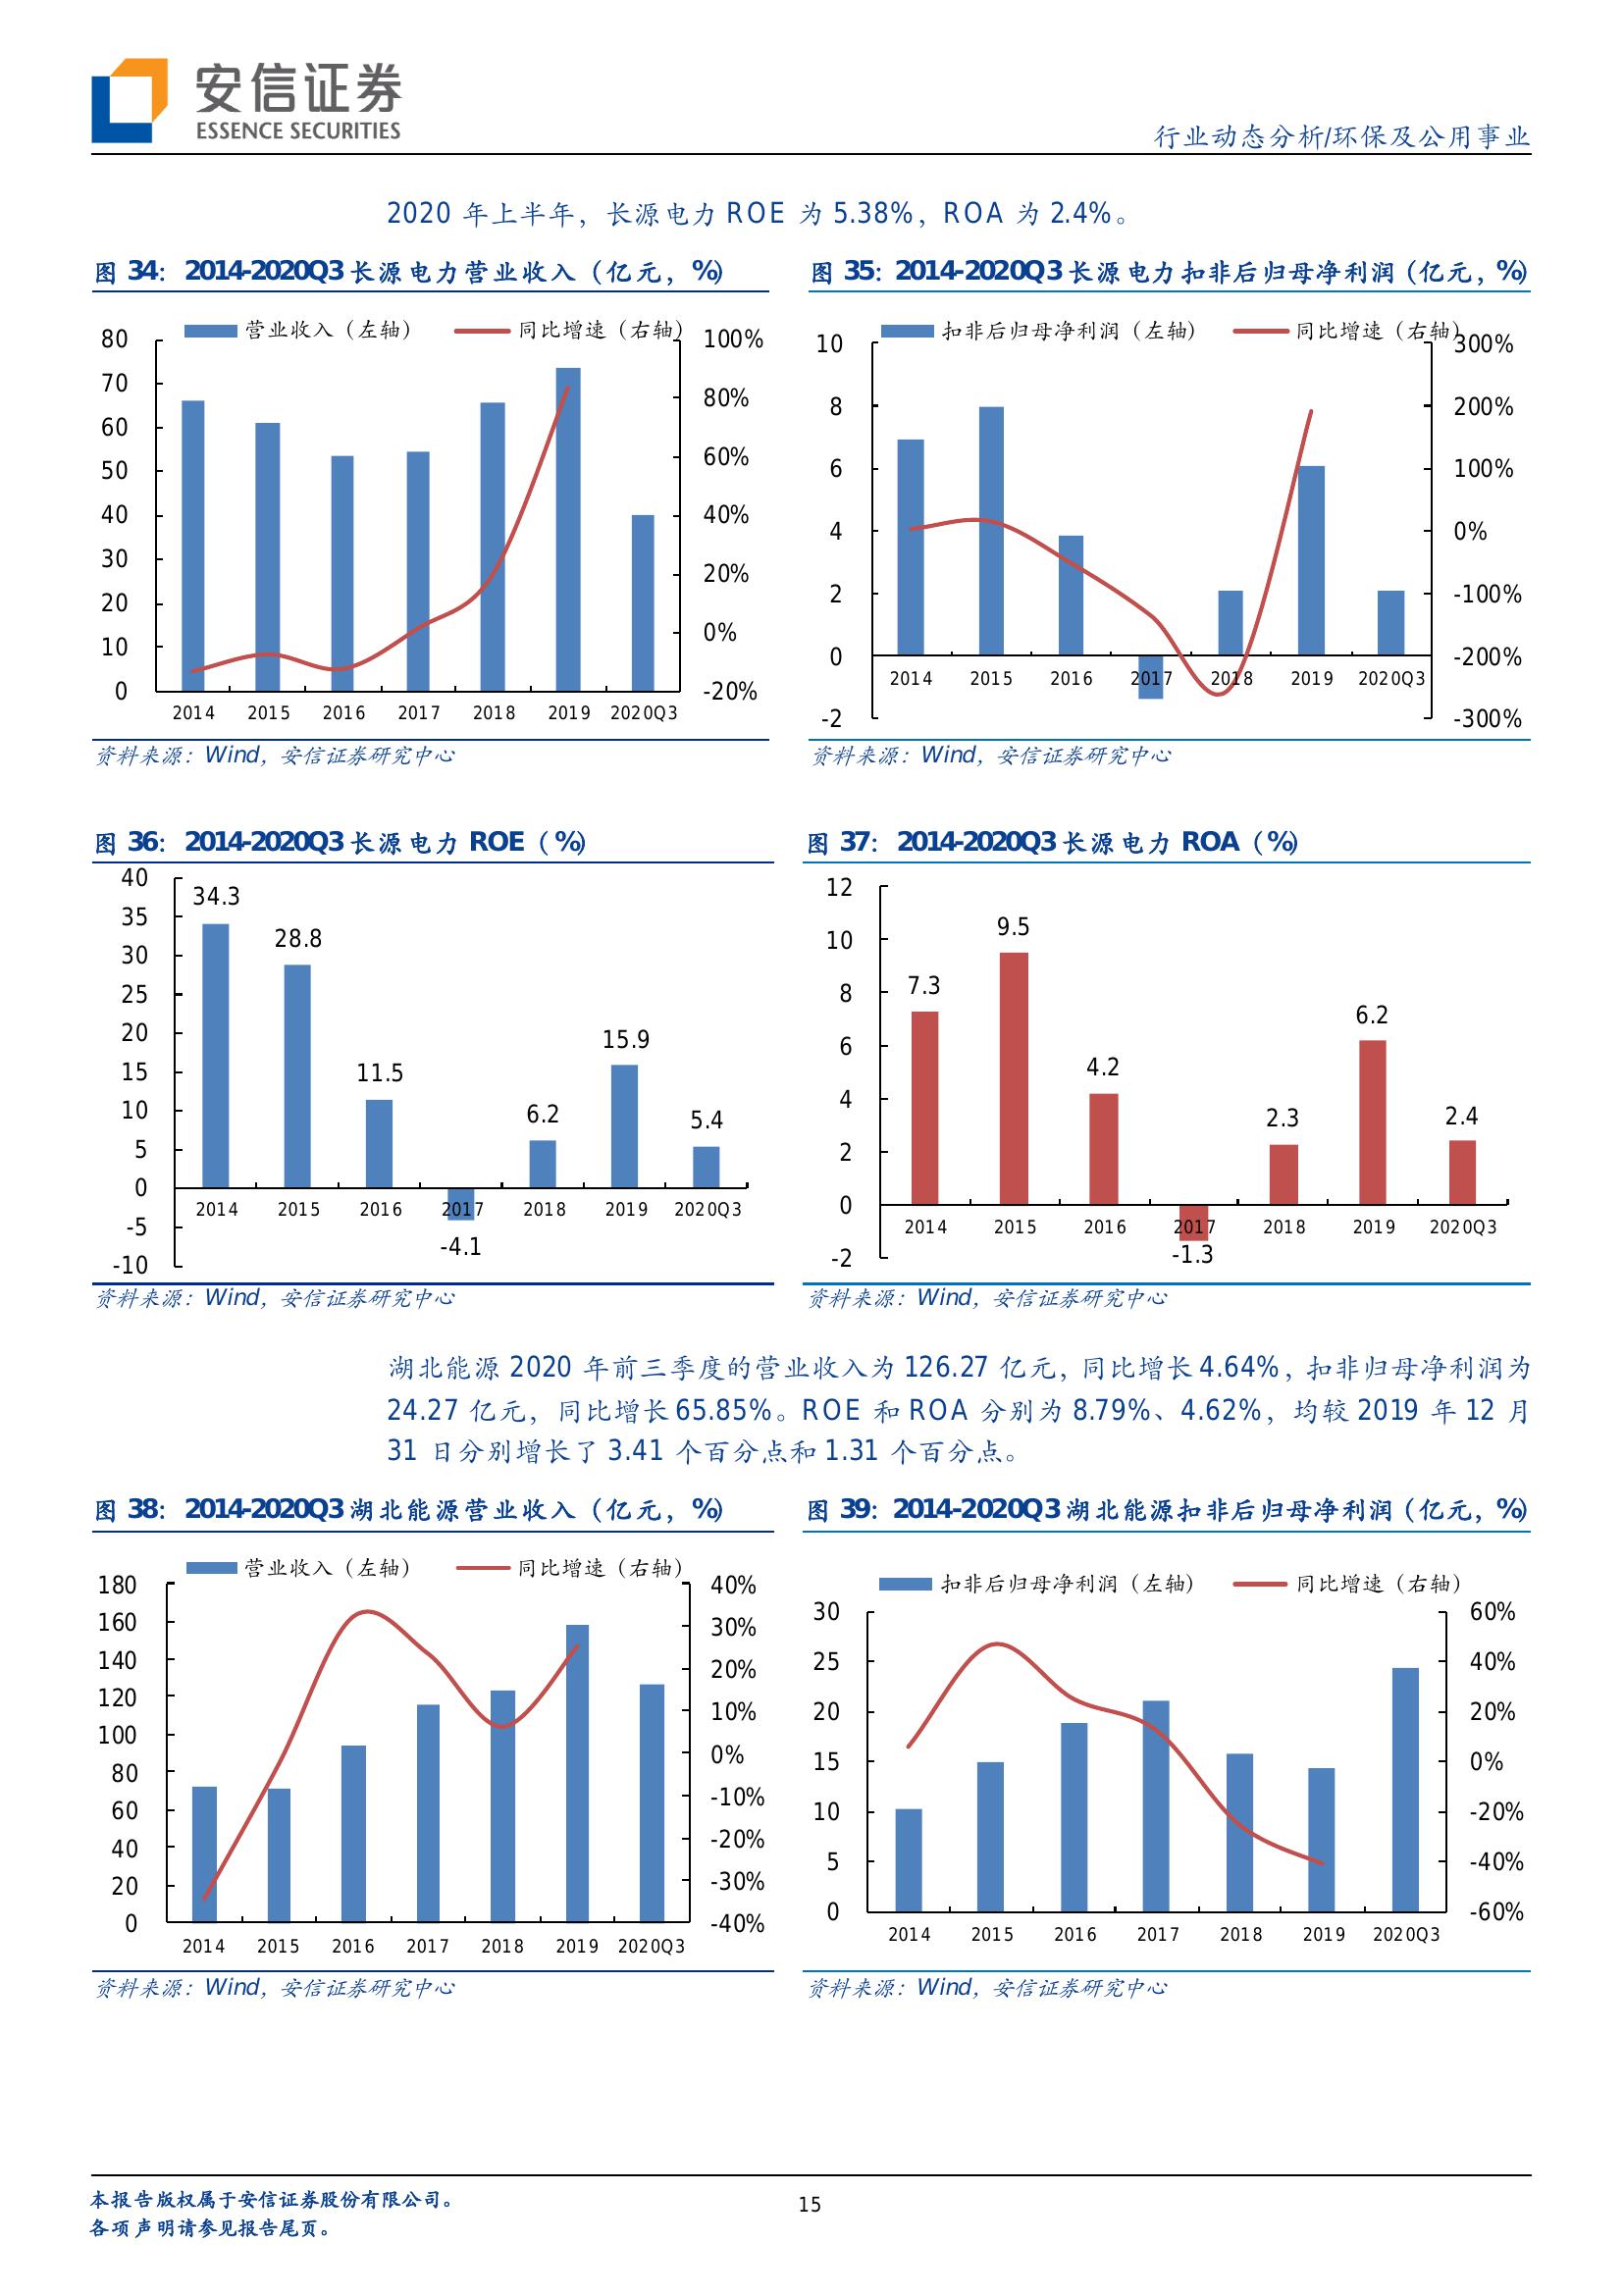 安信证券
ESSENCE SECURITIES
行业动态分析/环保及公用事业
2020 年上半年，长源电力 ROE 为 5.38%，ROA 为 2.4%。
图 34：2014-2020Q3 长源电力营业收入（亿元，%）
营业收入（左轴） 同比增速（右轴）
80
70
60
50
40
30
20
10
0
100%
80%
60%
40%
20%
0%
-20%
2014 2015 2016 2017 2018 2019 2020Q3
资料来源：Wind，安信证券研究中心
图 35：2014-2020Q3 长源电力扣非后归母净利润（亿元，%）
扣非后归母净利润（左轴） 同比增速（右轴）
10
8
6
4
2
0
-2
300%
200%
100%
0%
-100%
-200%
-300%
2014 2015 2016 2017 2018 2019 2020Q3
资料来源：Wind，安信证券研究中心
图 36：2014-2020Q3 长源电力 ROE（%）
40
35
30
25
20
15
10
5
0
-5
-10
34.3 28.8 11.5 -4.1 6.2 15.9 5.4
2014 2015 2016 2017 2018 2019 2020Q3
资料来源：Wind，安信证券研究中心
图 37：2014-2020Q3 长源电力 ROA（%）
12
10
8
6
4
2
0
-2
7.3 9.5 4.2 -1.3 2.3 6.2 2.4
2014 2015 2016 2017 2018 2019 2020Q3
资料来源：Wind，安信证券研究中心
湖北能源 2020 年前三季度的营业收入为 126.27 亿元，同比增长 4.64%，扣非归母净利润为
24.27 亿元，同比增长 65.85%。ROE 和 ROA 分别为 8.79%、4.62%，均较 2019 年 12 月
31 日分别增长了 3.41 个百分点和 1.31 个百分点。
图 38：2014-2020Q3 湖北能源营业收入（亿元，%）
营业收入（左轴） 同比增速（右轴）
180
160
140
120
100
80
60
40
20
0
40%
30%
20%
10%
0%
-10%
-20%
-30%
-40%
2014 2015 2016 2017 2018 2019 2020Q3
资料来源：Wind，安信证券研究中心
图 39：2014-2020Q3 湖北能源扣非后归母净利润（亿元，%）
扣非后归母净利润（左轴） 同比增速（右轴）
30
25
20
15
10
5
0
60%
40%
20%
0%
-20%
-40%
-60%
2014 2015 2016 2017 2018 2019 2020Q3
资料来源：Wind，安信证券研究中心
本报告版权属于安信证券股份有限公司。
各项声明请参见报告尾页。
15